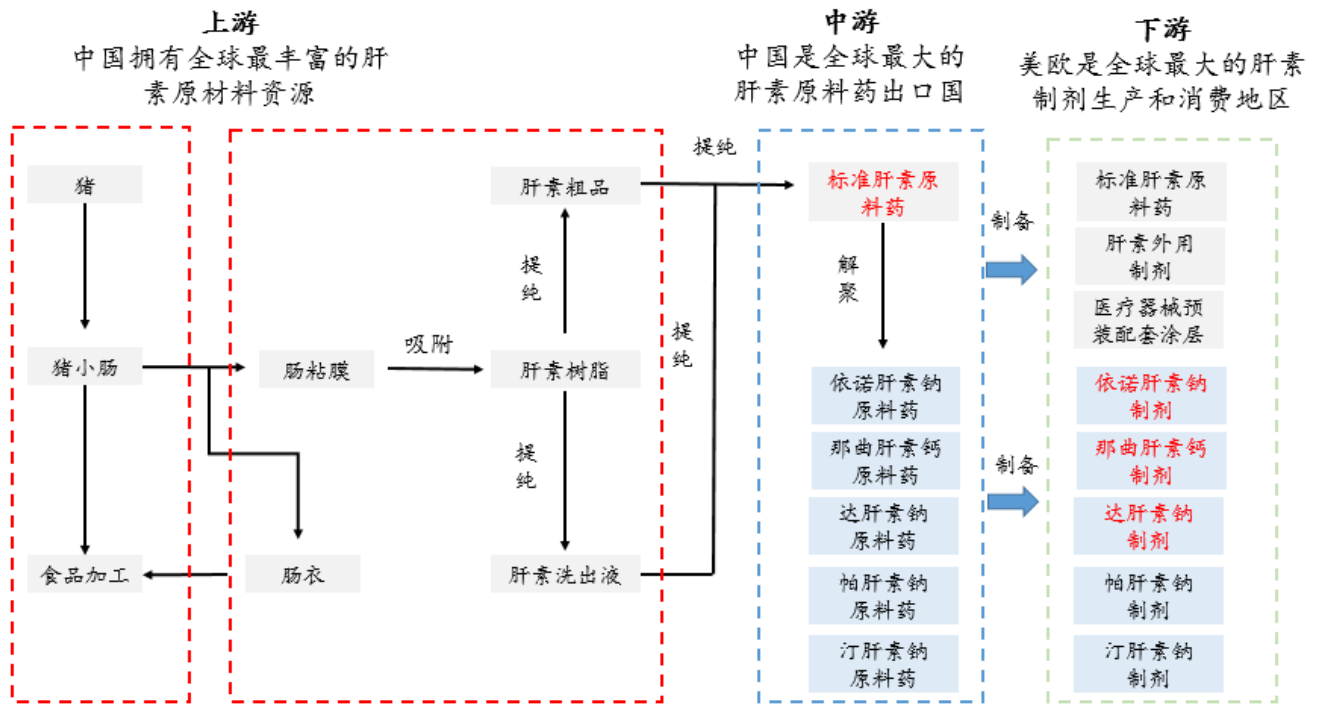 上游
中国拥有全球最丰富的肝
素原材料资源
中游
中国是全球最大的
肝素原料药出口国
下游
美欧是全球最大的肝素
制剂生产和消费地区
猪
猪小肠
食品加工
肠粘膜
肠衣
吸附
肝素粗品
提
纯
肝素树脂
提
纯
肝素洗出液
提纯
提
纯
标准肝素原
料药
解
聚
依诺肝素钠
原料药
那曲肝素钙
原料药
达肝素钠
原料药
帕肝素钠
原料药
汀肝素钠
原料药
制备
制备
标准肝素原
料药
肝素外用
制剂
医疗器械预
装配套涂层
依诺肝素钠
制剂
那曲肝素钙
制剂
达肝素钠
制剂
帕肝素钠
制剂
汀肝素钠
制剂